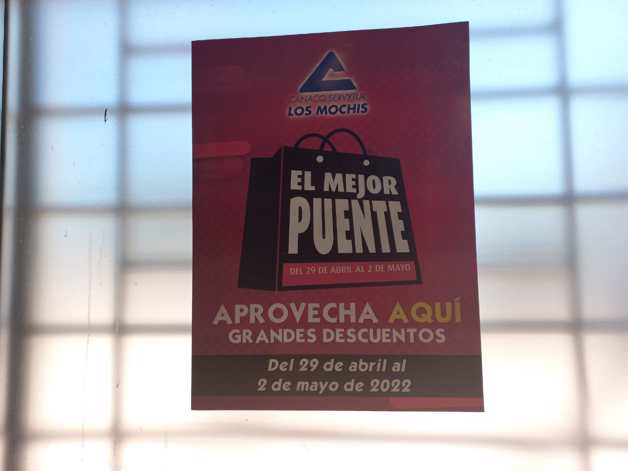 CANACO SERVYTUR
LOS MOCHIS
EL MEJOR
PUENTE
DEL 29 DE ABRIL AL 2 DE MAYO
APROVECHA AQUÍ
GRANDES DESCUENTOS
Del 29 de abril al
2 de mayo de 2022